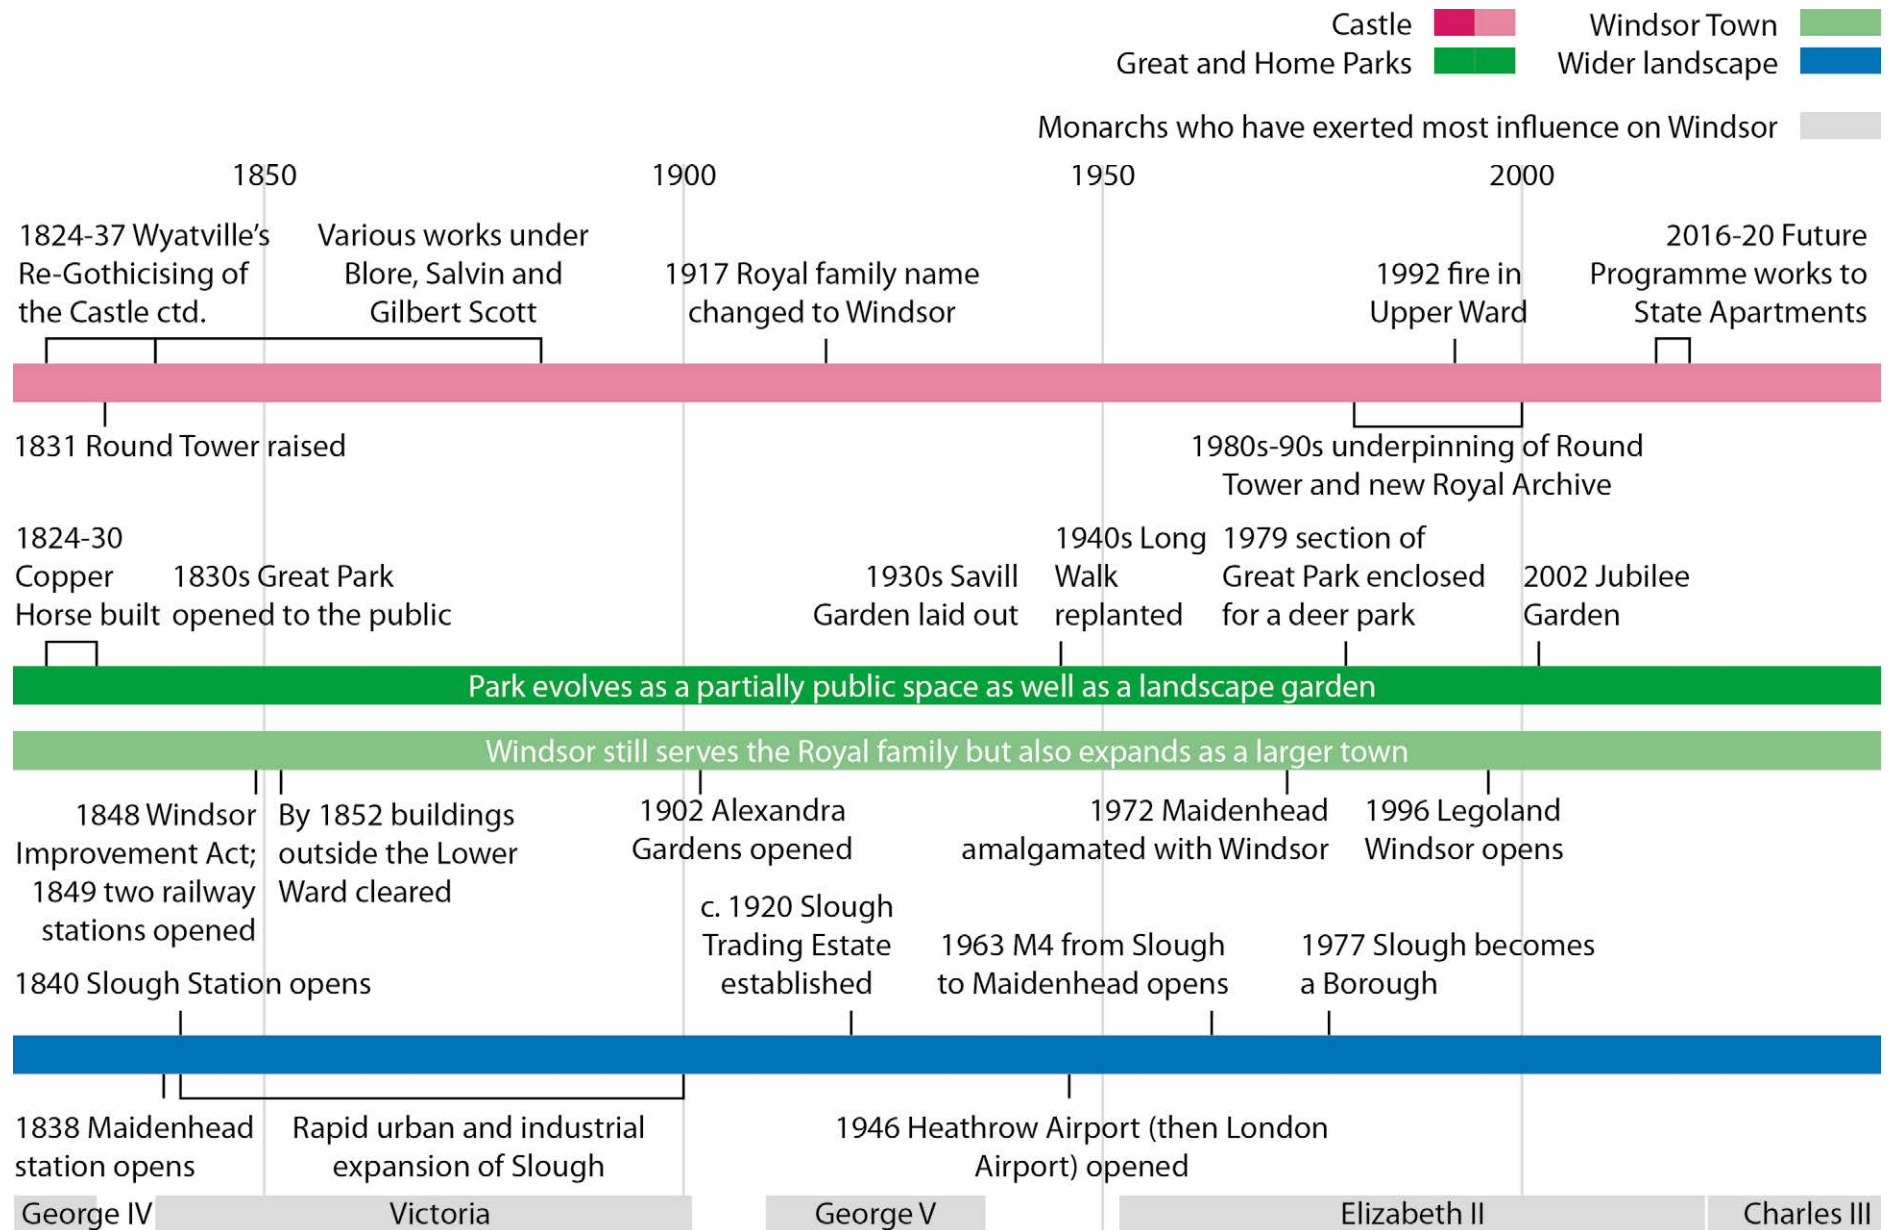 Castle
Windsor Town
Great and Home Parks
Wider landscape
Monarchs who have exerted most influence on Windsor
1850
1900
1950
2000
1824-37 Wyatville's
Re-Gothicising of
the Castle ctd.
Various works under
Blore, Salvin and
Gilbert Scott
1917 Royal family name
changed to Windsor
1992 fire in
Upper Ward
2016-20 Future
Programme works to
State Apartments
1831 Round Tower raised
1980s-90s underpinning of Round
Tower and new Royal Archive
1824-30
Copper
Horse built
1830s Great Park
opened to the public
1930s Savill
Garden laid out
1940s Long
Walk
replanted
1979 section of
Great Park enclosed
for a deer park
2002 Jubilee
Garden
Park evolves as a partially public space as well as a landscape garden
Windsor still serves the Royal family but also expands as a larger town
1848 Windsor
Improvement Act;
1849 two railway
stations opened
By 1852 buildings
outside the Lower
Ward cleared
1902 Alexandra
Gardens opened
1972 Maidenhead
amalgamated with Windsor
1996 Legoland
Windsor opens
1840 Slough Station opens
c. 1920 Slough
Trading Estate
established
1963 M4 from Slough
to Maidenhead opens
1977 Slough becomes
a Borough
1838 Maidenhead
station opens
Rapid urban and industrial
expansion of Slough
1946 Heathrow Airport (then London
Airport) opened
George IV
Victoria
George V
Elizabeth II
Charles III